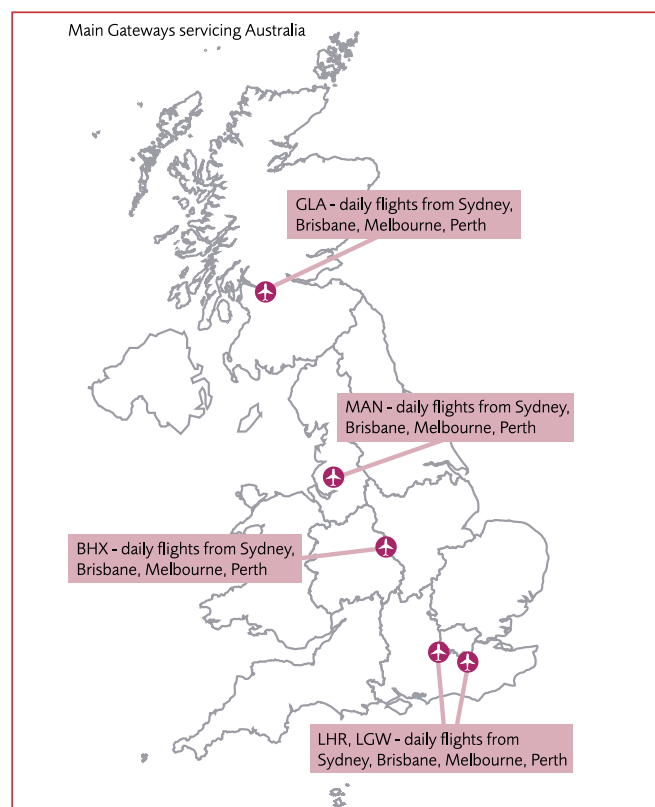 Main Gateways servicing Australia
GLA - daily flights from Sydney,
Brisbane, Melbourne, Perth
MAN - daily flights from Sydney,
Brisbane, Melbourne, Perth
BHX - daily flights from Sydney,
Brisbane, Melbourne, Perth
LHR, LGW - daily flights from
Sydney, Brisbane, Melbourne, Perth